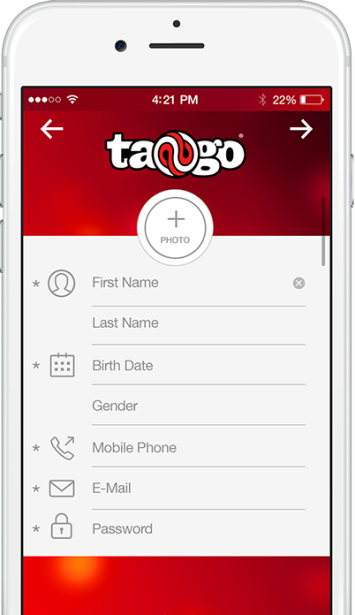 4:21 PM
22%
tango
+
PHOTO
* First Name
Last Name
* Birth Date
Gender
* Mobile Phone
* E-Mail
* Password